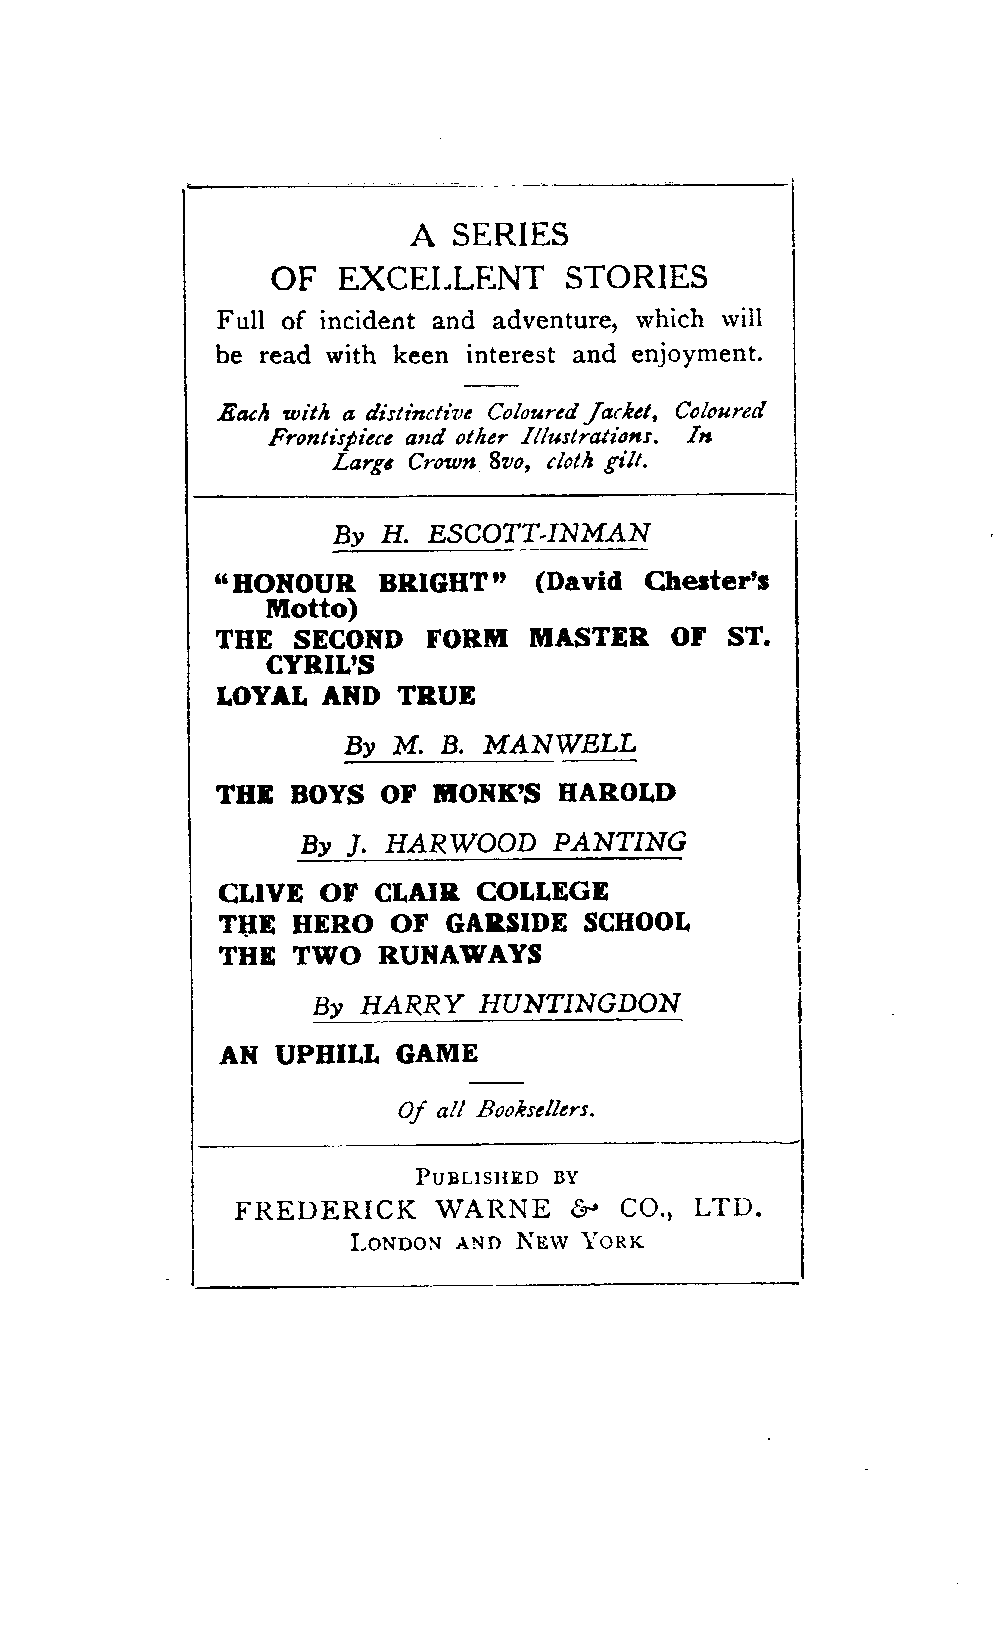 A SERIES
OF EXCELLENT STORIES
Full of incident and adventure, which will
be read with keen interest and enjoyment.
Each with a distinctive Coloured Jacket, Coloured
Frontispiece and other Illustrations. In
Large Crown 8vo, cloth gilt.
By H. ESCOTT-INMAN
“HONOUR BRIGHT” (David Chester’s
Motto)
THE SECOND FORM MASTER OF ST.
CYRIL’S
LOYAL AND TRUE
By M. B. MANWELL
THE BOYS OF MONK’S HAROLD
By J. HARWOOD PANTING
CLIVE OF CLAIR COLLEGE
THE HERO OF GARSIDE SCHOOL
THE TWO RUNAWAYS
By HARRY HUNTINGDON
AN UPHILL GAME
Of all Booksellers.
PUBLISHED BY
FREDERICK WARNE & CO., LTD.
LONDON AND NEW YORK